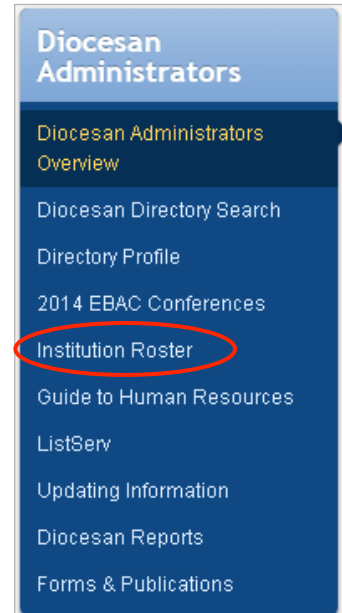 Diocesan
Administrators
Diocesan Administrators
Overview
Diocesan Directory Search
Directory Profile
2014 EBAC Conferences
Institution Roster
Guide to Human Resources
ListServ
Updating Information
Diocesan Reports
Forms & Publications